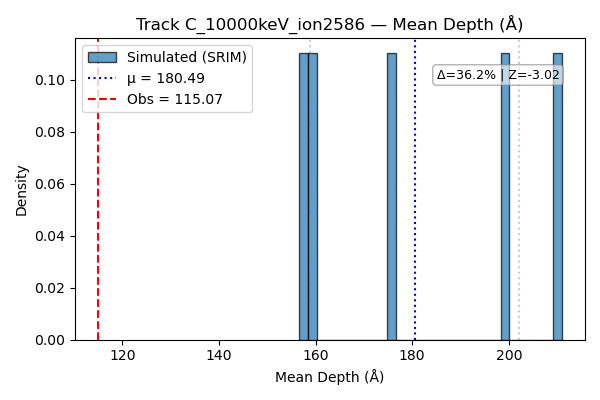 Track C_10000keV_ion2586 — Mean Depth (Å)
Simulated (SRIM)
μ = 180.49
Obs = 115.07
Δ=36.2% | Z=-3.02
Density
0.10
0.08
0.06
0.04
0.02
0.00
120 140 160 180 200
Mean Depth (Å)